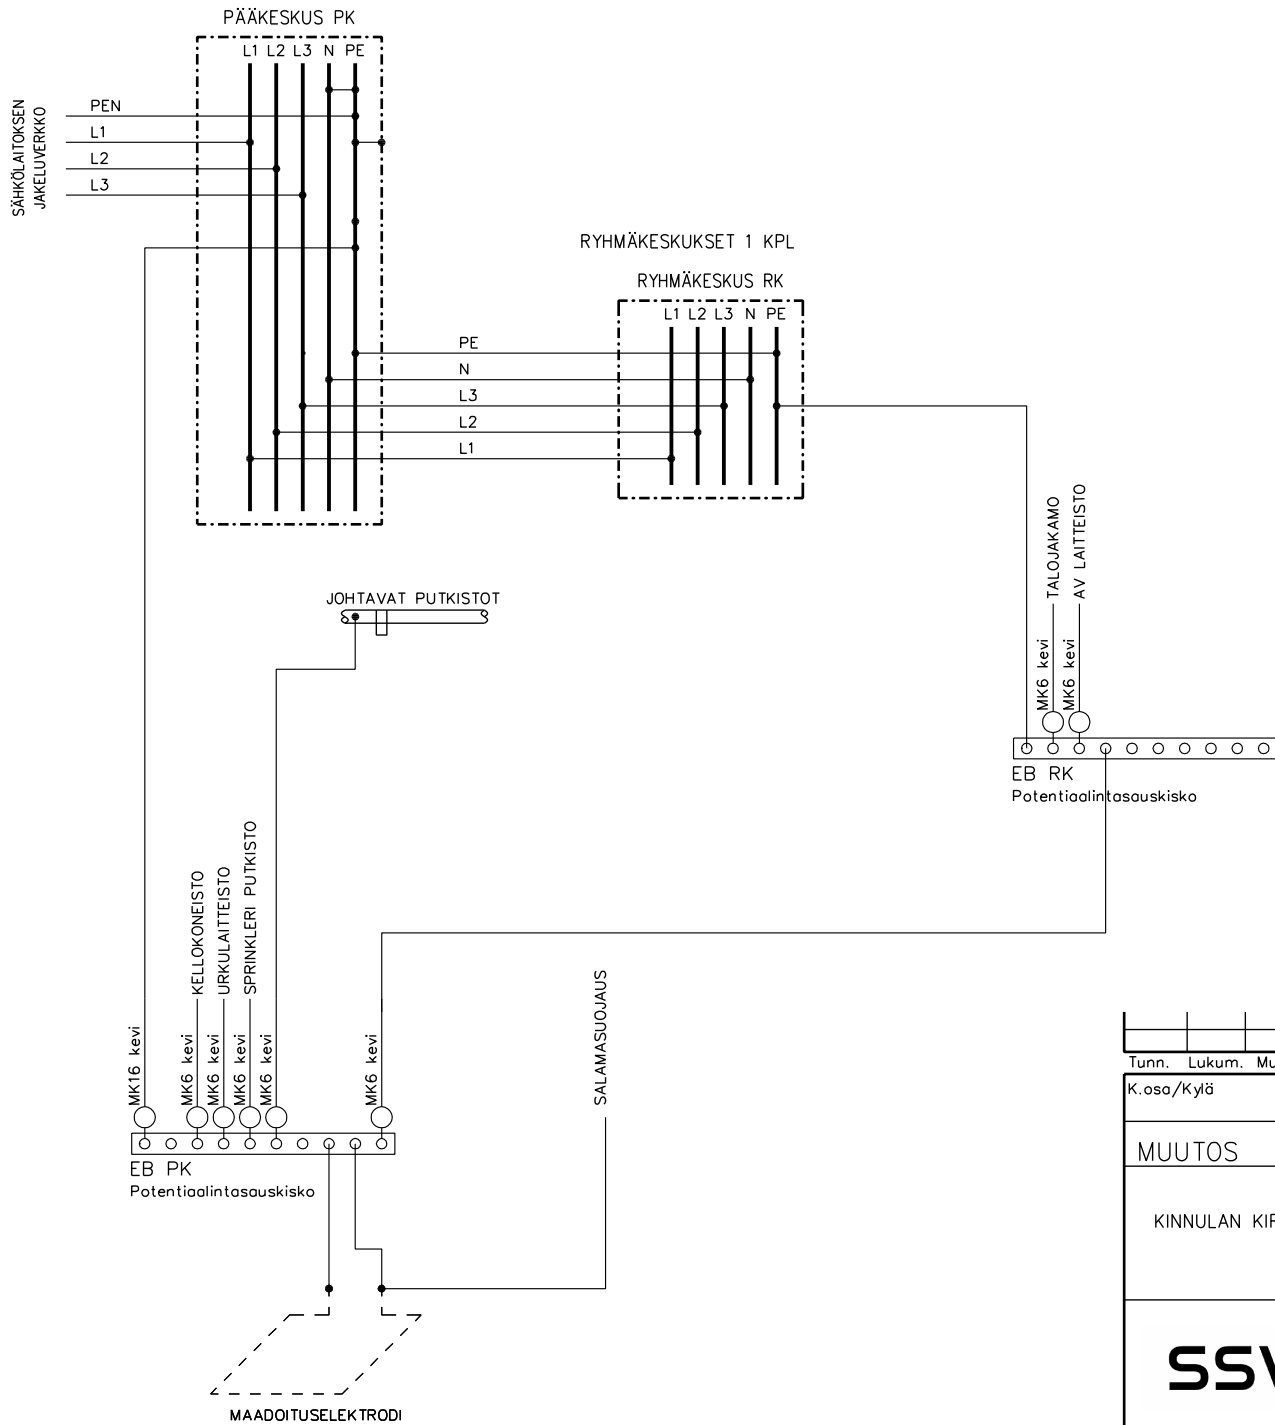 PÄÄKESKUS PK
L1 L2 L3 N PE
SÄHKÖLAITOKSEN
JAKELUVERKKO
PEN
L1
L2
L3
RYHMÄKESKUKSET 1 KPL
RYHMÄKESKUS RK
L1 L2 L3 N PE
PE
N
L3
L2
L1
JOHTAVAT PUTKISTOT
MK6 kevi TALOJAKAMO
MK6 kevi AV LAITTEISTO
EB RK
Potentiaalintasauskisko
MK16 kevi
MK6 kevi KELLOKONEISTO
MK6 kevi URKULAITTEISTO
MK6 kevi SPRINKLERI PUTKISTO
MK6 kevi
MK6 kevi
SALAMASUOJAUS
EB PK
Potentiaalintasauskisko
MAADOITUSELEKTRODI
Tunn. Lukum. Mu
K.osa/Kylä
MUUTOS
KINNULAN KIR
SSV